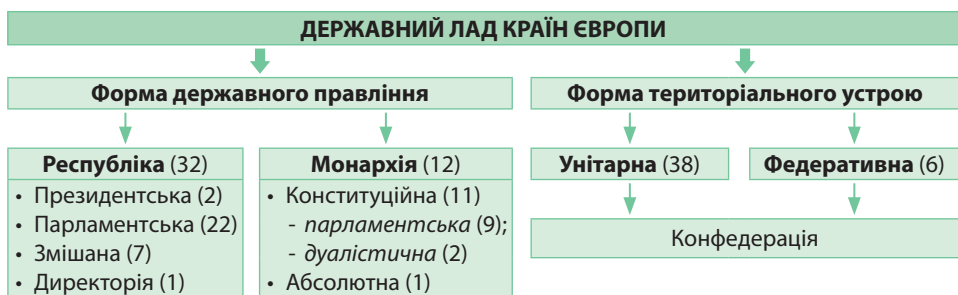 ДЕРЖАВНИЙ ЛАД КРАЇН ЄВРОПИ
Форма державного правління
Форма територіального устрою
Республіка (32)
• Президентська (2)
• Парламентська (22)
• Змішана (7)
• Директорія (1)
Монархія (12)
• Конституційна (11)
- парламентська (9);
- дуалістична (2)
• Абсолютна (1)
Унітарна (38)
Федеративна (6)
Конфедерація